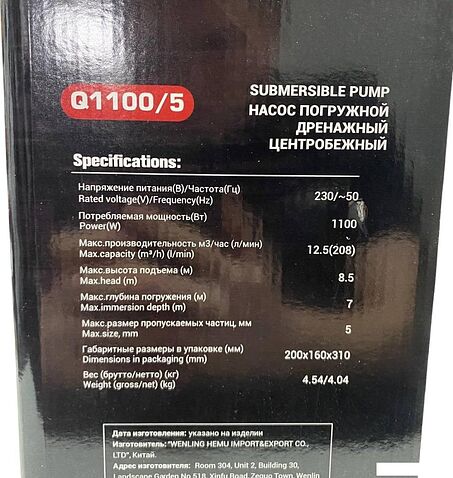 Q1100/5
SUBMERSIBLE PUMP
НАСОС ПОГРУЖНОЙ
ДРЕНАЖНЫЙ
ЦЕНТРОБЕЖНЫЙ
Specifications:
Напряжение питания(В)/Частота(Гц)
Rated voltage(V)/Frequency(Hz) 230/~50
Потребляемая мощность(Вт)
Power(W) 1100
Макс.производительность м3/час (л/мин)
Max.capacity (m³/h) (l/min) 12.5(208)
Макс.высота подъема (м)
Max.head (m) 8.5
Макс.глубина погружения (м)
Max.immersion depth (m) 7
Макс.размер пропускаемых частиц, мм
Max.size, mm 5
Габаритные размеры в упаковке (мм)
Dimensions in packaging (mm) 200x160x310
Вес (брутто/нетто) (кг)
Weight (gross/net) (kg) 4.54/4.04
Дата изготовления: указано на изделии
Изготовитель: "WENLING HEMU IMPORT&EXPORT CO.,
LTD", Китай.
Адрес изготовителя: Room 304, Unit 2, Building 30,
Landscape Garden No 518, Xinfu Road, Zeguo Town, Wenlin